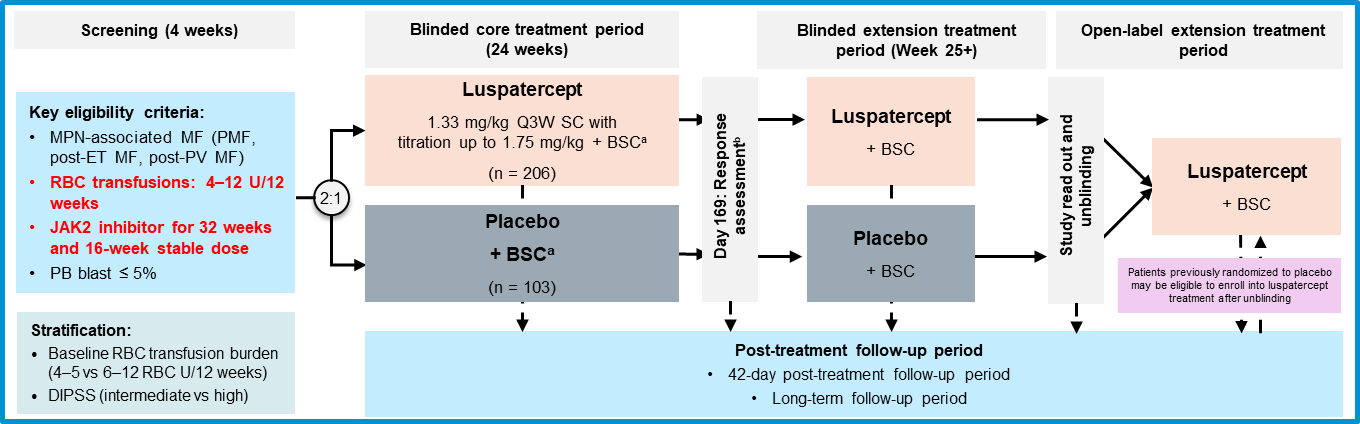 Screening (4 weeks)
Blinded core treatment period
(24 weeks)
Blinded extension treatment
period (Week 25+)
Open-label extension treatment
period
Key eligibility criteria:
• MPN-associated MF (PMF,
post-ET MF, post-PV MF)
• RBC transfusions: 4–12 U/12
weeks
• JAK2 inhibitor for 32 weeks
and 16-week stable dose
• PB blast ≤ 5%
Stratification:
• Baseline RBC transfusion burden
(4–5 vs 6–12 RBC U/12 weeks)
• DIPSS (intermediate vs high)
2:1
Luspatercept
1.33 mg/kg Q3W SC with
titration up to 1.75 mg/kg + BSCᵃ
(n = 206)
Placebo
+ BSCᵃ
(n = 103)
Day 169: Response
assessmentᵇ
Luspatercept
+ BSC
Placebo
+ BSC
Study read out and
unblinding
Luspatercept
+ BSC
Patients previously randomized to placebo
may be eligible to enroll into luspatercept
treatment after unblinding
Post-treatment follow-up period
• 42-day post-treatment follow-up period
• Long-term follow-up period